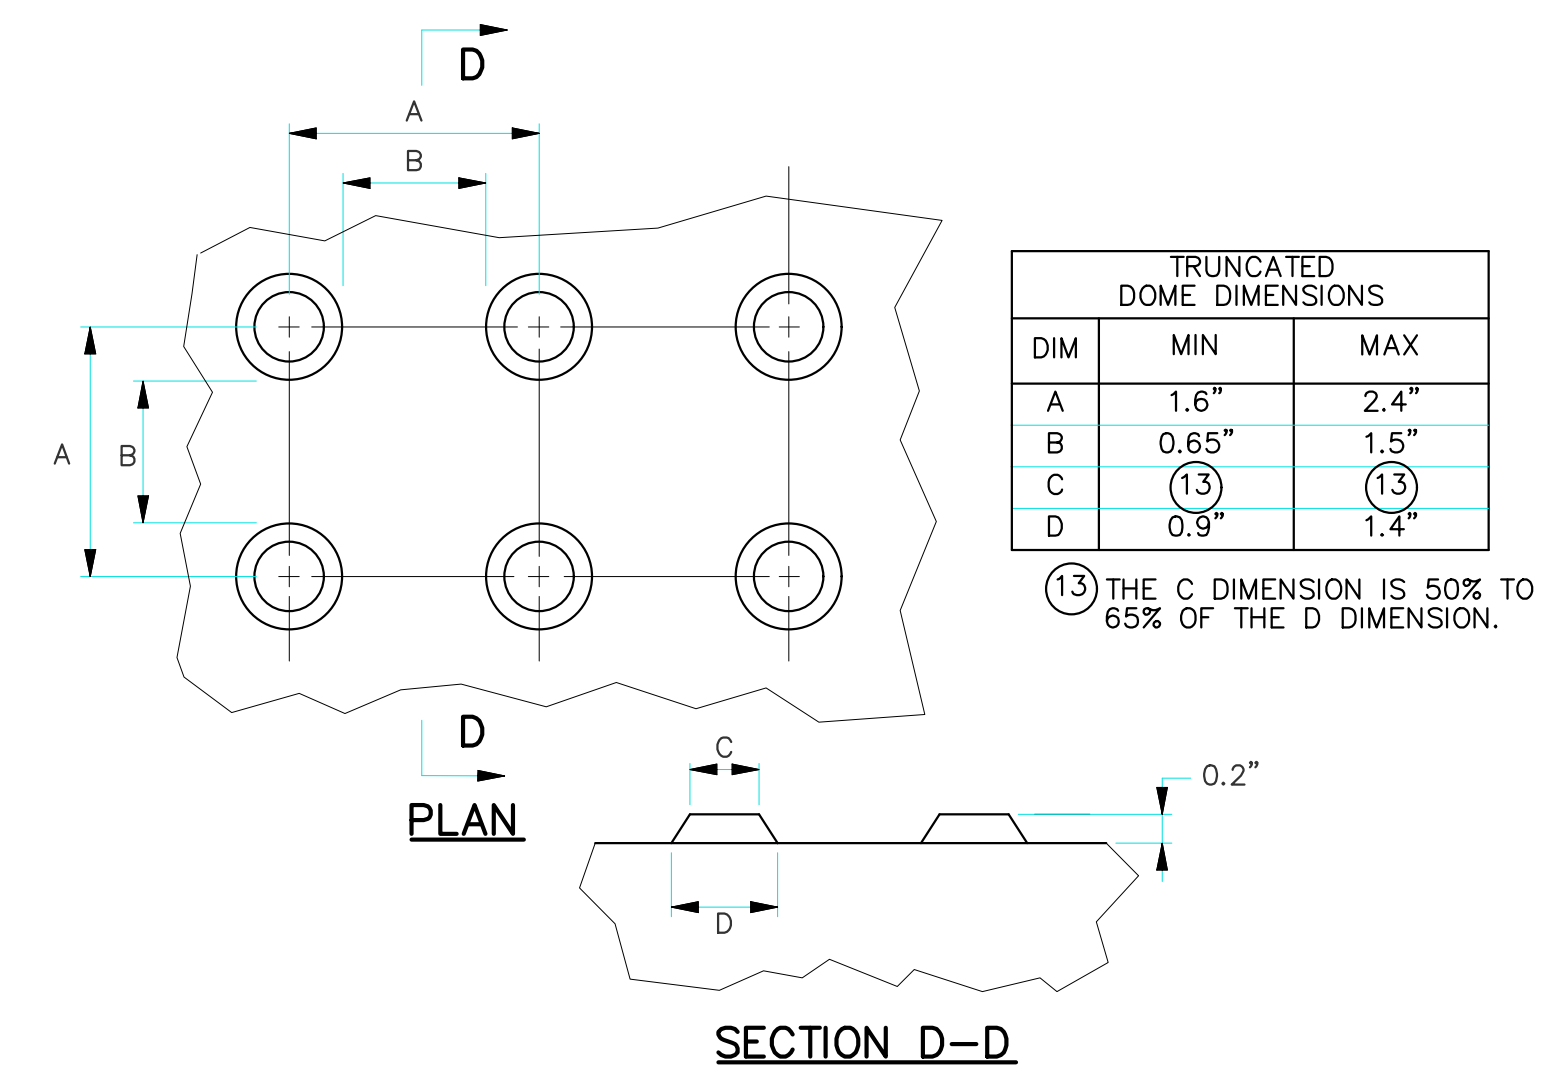 D
A
B
A
B
D
PLAN
TRUNCATED
DOME DIMENSIONS
DIM MIN MAX
A 1.6” 2.4”
B 0.65” 1.5”
C 13 13
D 0.9” 1.4”
13 THE C DIMENSION IS 50% TO
65% OF THE D DIMENSION.
C
0.2”
D
SECTION D–D